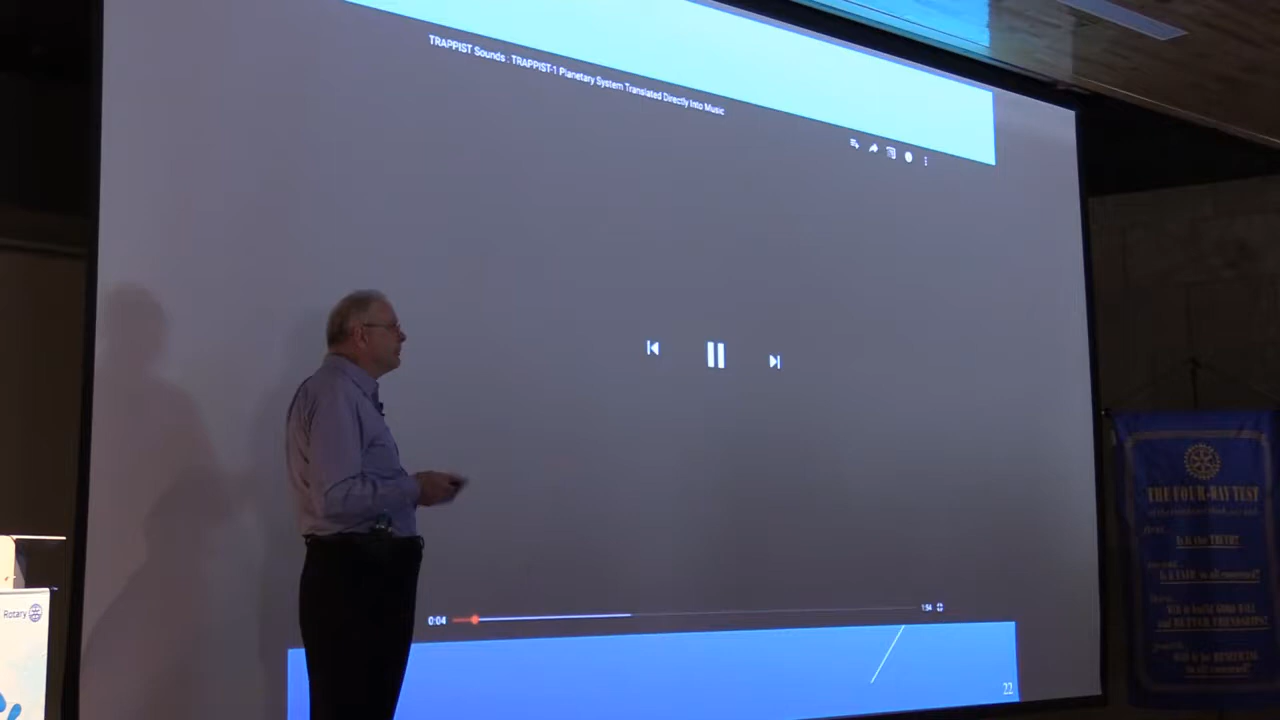 TRAPPIST Sounds : TRAPPIST-1 Planetary System Translated Directly Into Music
0:04
1:54
22
Rotary
THE FOUR-WAY TEST
Is it the TRUTH?
Is it FAIR to all concerned?
Will it build GOOD WILL
and BETTER FRIENDSHIPS?
Will it be BENEFICIAL
to all concerned?